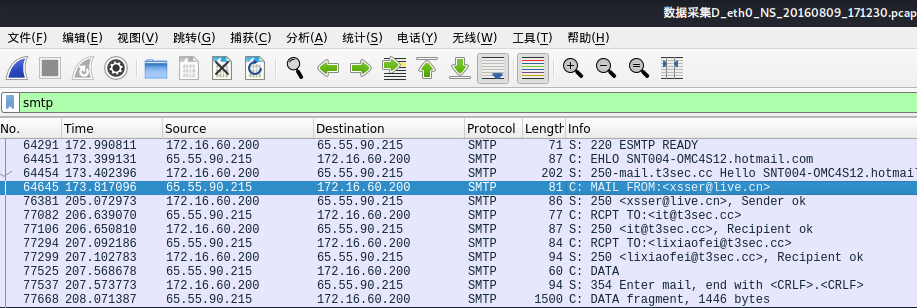 数据采集D_eth0_NS_20160809_171230.pcap
文件(F) 编辑(E) 视图(V) 跳转(G) 捕获(C) 分析(A) 统计(S) 电话(Y) 无线(W) 工具(T) 帮助(H)
smtp
No. Time Source Destination Protocol Length Info
64291 172.990811 172.16.60.200 65.55.90.215 SMTP 71 S: 220 ESMTP READY
64451 173.399131 65.55.90.215 172.16.60.200 SMTP 87 C: EHLO SNT004-OMC4S12.hotmail.com
64454 173.402396 172.16.60.200 65.55.90.215 SMTP 202 S: 250-mail.t3sec.cc Hello SNT004-OMC4S12.hotmai
64645 173.817096 65.55.90.215 172.16.60.200 SMTP 81 C: MAIL FROM:<xsser@live.cn>
76381 205.072973 172.16.60.200 65.55.90.215 SMTP 86 S: 250 <xsser@live.cn>, Sender ok
77082 206.639070 65.55.90.215 172.16.60.200 SMTP 77 C: RCPT TO:<it@t3sec.cc>
77106 206.650810 172.16.60.200 65.55.90.215 SMTP 87 S: 250 <it@t3sec.cc>, Recipient ok
77294 207.092186 65.55.90.215 172.16.60.200 SMTP 84 C: RCPT TO:<lixiaofei@t3sec.cc>
77299 207.102783 172.16.60.200 65.55.90.215 SMTP 94 S: 250 <lixiaofei@t3sec.cc>, Recipient ok
77525 207.568678 65.55.90.215 172.16.60.200 SMTP 60 C: DATA
77537 207.573773 172.16.60.200 65.55.90.215 SMTP 94 S: 354 Enter mail, end with <CRLF>.<CRLF>
77668 208.071387 65.55.90.215 172.16.60.200 SMTP 1500 C: DATA fragment, 1446 bytes